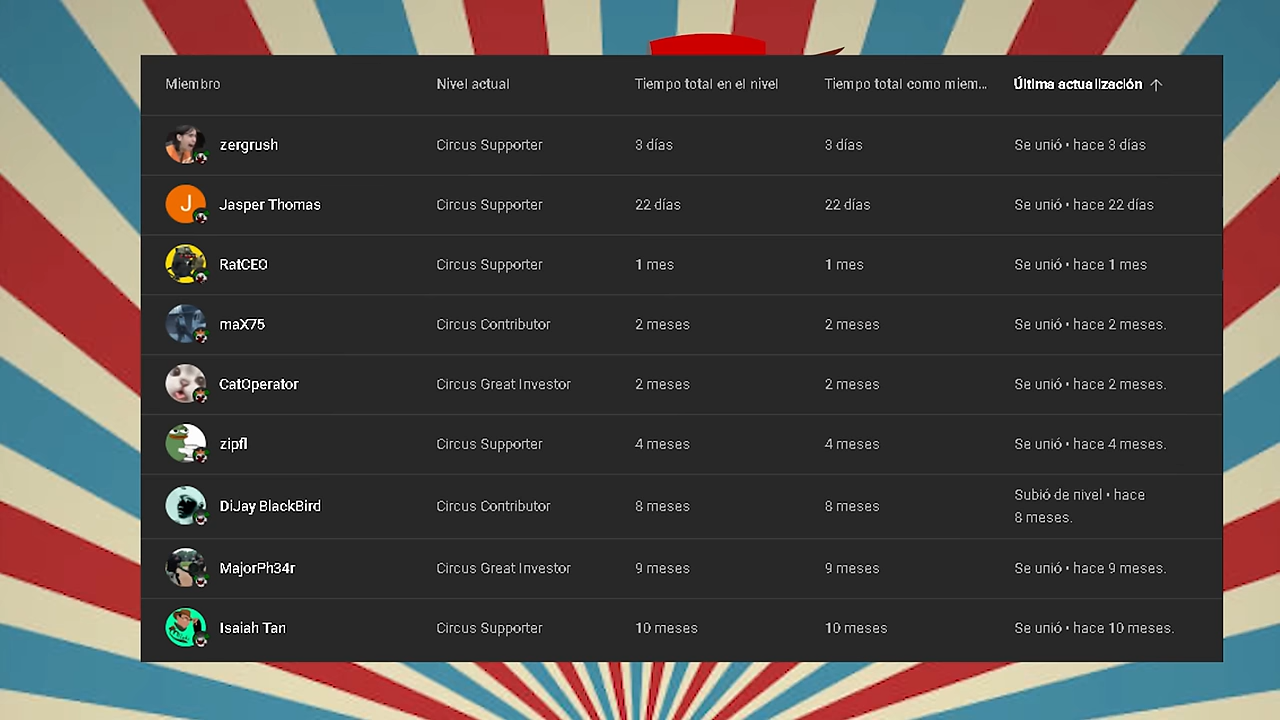 Miembro Nivel actual Tiempo total en el nivel Tiempo total como miem... Última actualización ↑
zergrush Circus Supporter 3 días 3 días Se unió • hace 3 días
J Jasper Thomas Circus Supporter 22 días 22 días Se unió • hace 22 días
RatCEO Circus Supporter 1 mes 1 mes Se unió • hace 1 mes
maX75 Circus Contributor 2 meses 2 meses Se unió • hace 2 meses.
CatOperator Circus Great Investor 2 meses 2 meses Se unió • hace 2 meses.
zipfl Circus Supporter 4 meses 4 meses Se unió • hace 4 meses.
DiJay BlackBird Circus Contributor 8 meses 8 meses Subió de nivel • hace
8 meses.
MajorPh34r Circus Great Investor 9 meses 9 meses Se unió • hace 9 meses.
Isaiah Tan Circus Supporter 10 meses 10 meses Se unió • hace 10 meses.